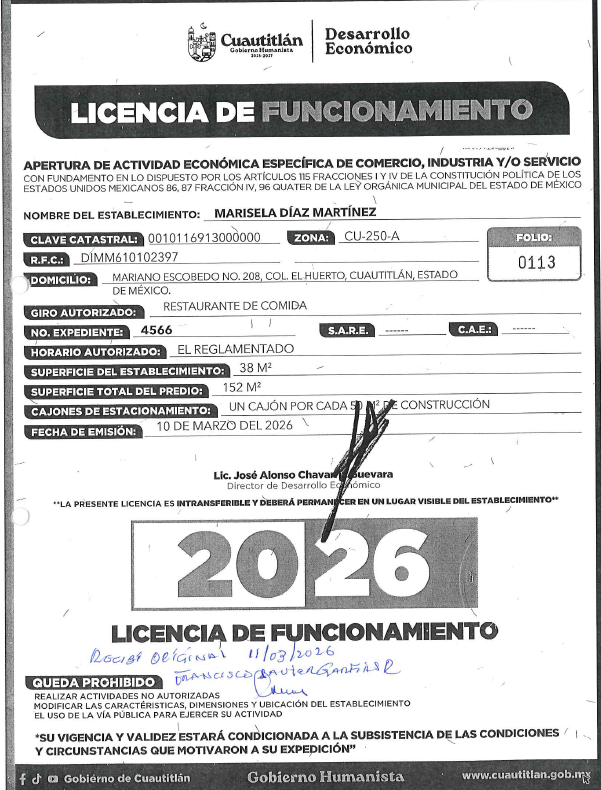 Cuautitlán
Gobierno Humanista
2025-2027
Desarrollo
Económico
LICENCIA DE FUNCIONAMIENTO
APERTURA DE ACTIVIDAD ECONÓMICA ESPECÍFICA DE COMERCIO, INDUSTRIA Y/O SERVICIO
CON FUNDAMENTO EN LO DISPUESTO POR LOS ARTÍCULOS 115 FRACCIONES I Y IV DE LA CONSTITUCIÓN POLÍTICA DE LOS
ESTADOS UNIDOS MEXICANOS 86, 87 FRACCIÓN IV, 96 QUATER DE LA LEY ORGÁNICA MUNICIPAL DEL ESTADO DE MÉXICO
NOMBRE DEL ESTABLECIMIENTO: MARISELA DÍAZ MARTÍNEZ
CLAVE CATASTRAL: 0010116913000000 ZONA: CU-250-A
FOLIO:
0113
R.F.C.: DIMM610102397
DOMICILIO: MARIANO ESCOBEDO NO. 208, COL. EL HUERTO, CUAUTITLÁN, ESTADO
DE MÉXICO.
GIRO AUTORIZADO: RESTAURANTE DE COMIDA
NO. EXPEDIENTE: 4566 S.A.R.E. ------ C.A.E.: ------
HORARIO AUTORIZADO: EL REGLAMENTADO
SUPERFICIE DEL ESTABLECIMIENTO: 38 M²
SUPERFICIE TOTAL DEL PREDIO: 152 M²
CAJONES DE ESTACIONAMIENTO: UN CAJÓN POR CADA 50 M² DE CONSTRUCCIÓN
FECHA DE EMISIÓN: 10 DE MARZO DEL 2026
Lic. José Alonso Chavarría Guevara
Director de Desarrollo Económico
**LA PRESENTE LICENCIA ES INTRANSFERIBLE Y DEBERÁ PERMANECER EN UN LUGAR VISIBLE DEL ESTABLECIMIENTO**
2026
LICENCIA DE FUNCIONAMIENTO
RECIBÍ ORIGINAL 11/03/2026
FRANCISCO JAVIER
QUEDA PROHIBIDO
REALIZAR ACTIVIDADES NO AUTORIZADAS
MODIFICAR LAS CARACTERÍSTICAS, DIMENSIONES Y UBICACIÓN DEL ESTABLECIMIENTO
EL USO DE LA VÍA PÚBLICA PARA EJERCER SU ACTIVIDAD
"SU VIGENCIA Y VALIDEZ ESTARÁ CONDICIONADA A LA SUBSISTENCIA DE LAS CONDICIONES
Y CIRCUNSTANCIAS QUE MOTIVARON A SU EXPEDICIÓN"
Gobierno de Cuautitlán
Gobierno Humanista
www.cuautitlan.gob.mx